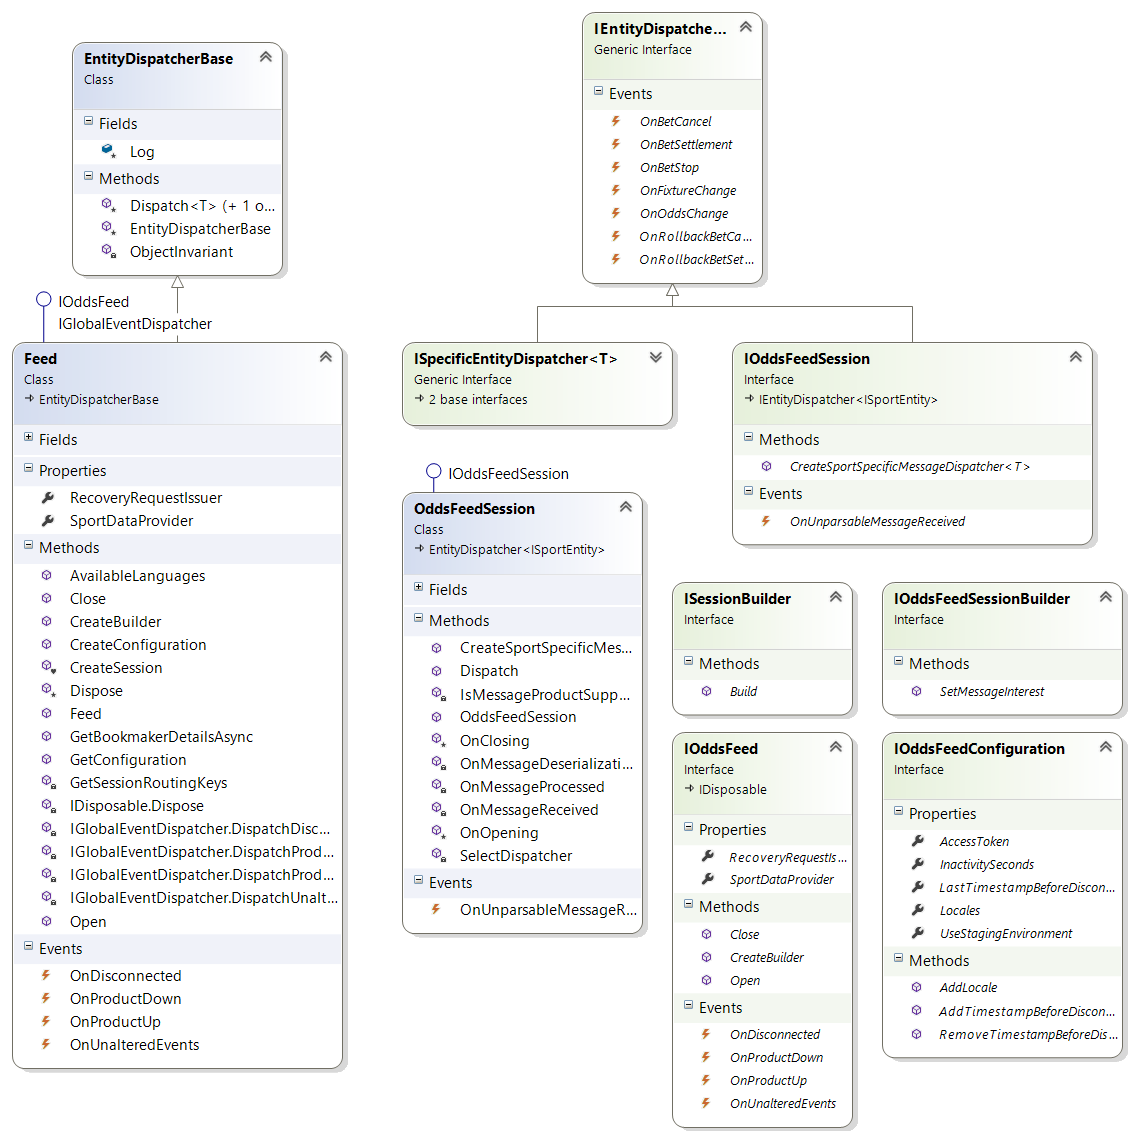 EntityDispatcherBase
Class
Fields
Log
Methods
Dispatch<T> (+ 1 o...
EntityDispatcherBase
ObjectInvariant
IEntityDispatche...
Generic Interface
Events
OnBetCancel
OnBetSettlement
OnBetStop
OnFixtureChange
OnOddsChange
OnRollbackBetCa...
OnRollbackBetSet...
IOddsFeed
IGlobalEventDispatcher
Feed
Class
EntityDispatcherBase
Fields
Properties
RecoveryRequestIssuer
SportDataProvider
Methods
AvailableLanguages
Close
CreateBuilder
CreateConfiguration
CreateSession
Dispose
Feed
GetBookmakerDetailsAsync
GetConfiguration
GetSessionRoutingKeys
IDisposable.Dispose
IGlobalEventDispatcher.DispatchDisc...
IGlobalEventDispatcher.DispatchProd...
IGlobalEventDispatcher.DispatchProd...
IGlobalEventDispatcher.DispatchUnalt...
Open
Events
OnDisconnected
OnProductDown
OnProductUp
OnUnalteredEvents
ISpecificEntityDispatcher<T>
Generic Interface
2 base interfaces
IOddsFeedSession
Interface
IEntityDispatcher<ISportEntity>
Methods
CreateSportSpecificMessageDispatcher<T>
Events
OnUnparsableMessageReceived
IOddsFeedSession
OddsFeedSession
Class
EntityDispatcher<ISportEntity>
Fields
Methods
CreateSportSpecificMes...
Dispatch
IsMessageProductSupp...
OddsFeedSession
OnClosing
OnMessageDeserializati...
OnMessageProcessed
OnMessageReceived
OnOpening
SelectDispatcher
Events
OnUnparsableMessageR...
ISessionBuilder
Interface
Methods
Build
IOddsFeedSessionBuilder
Interface
Methods
SetMessageInterest
IOddsFeed
Interface
IDisposable
Properties
RecoveryRequestIs...
SportDataProvider
Methods
Close
CreateBuilder
Open
Events
OnDisconnected
OnProductDown
OnProductUp
OnUnalteredEvents
IOddsFeedConfiguration
Interface
Properties
AccessToken
InactivitySeconds
LastTimestampBeforeDiscon...
Locales
UseStagingEnvironment
Methods
AddLocale
AddTimestampBeforeDiscon...
RemoveTimestampBeforeDis...